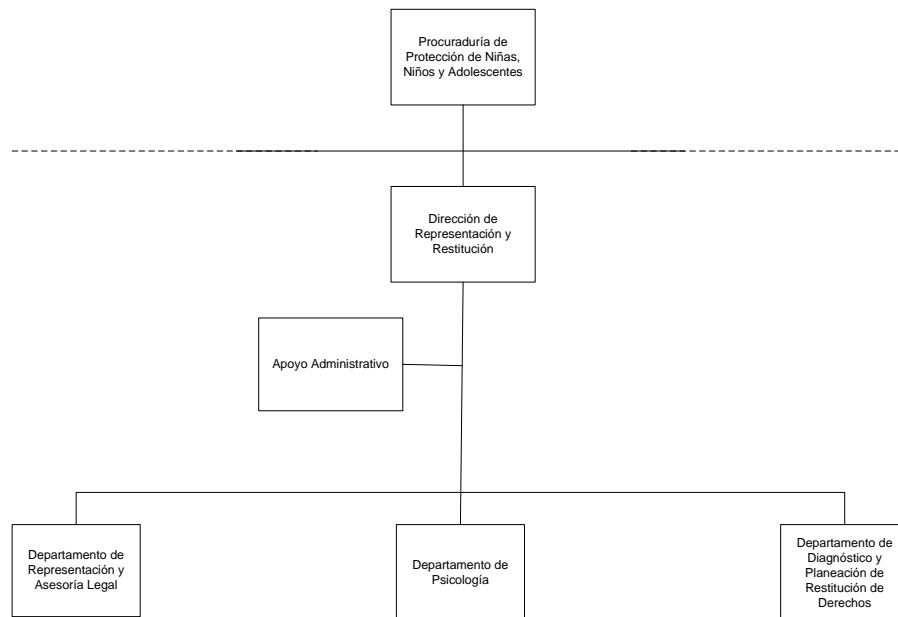 Procuraduría de
Protección de Niñas,
Niños y Adolescentes
Dirección de
Representación y
Restitución
Apoyo Administrativo
Departamento de
Representación y
Asesoría Legal
Departamento de
Psicología
Departamento de
Diagnóstico y
Planeación de
Restitución de
Derechos